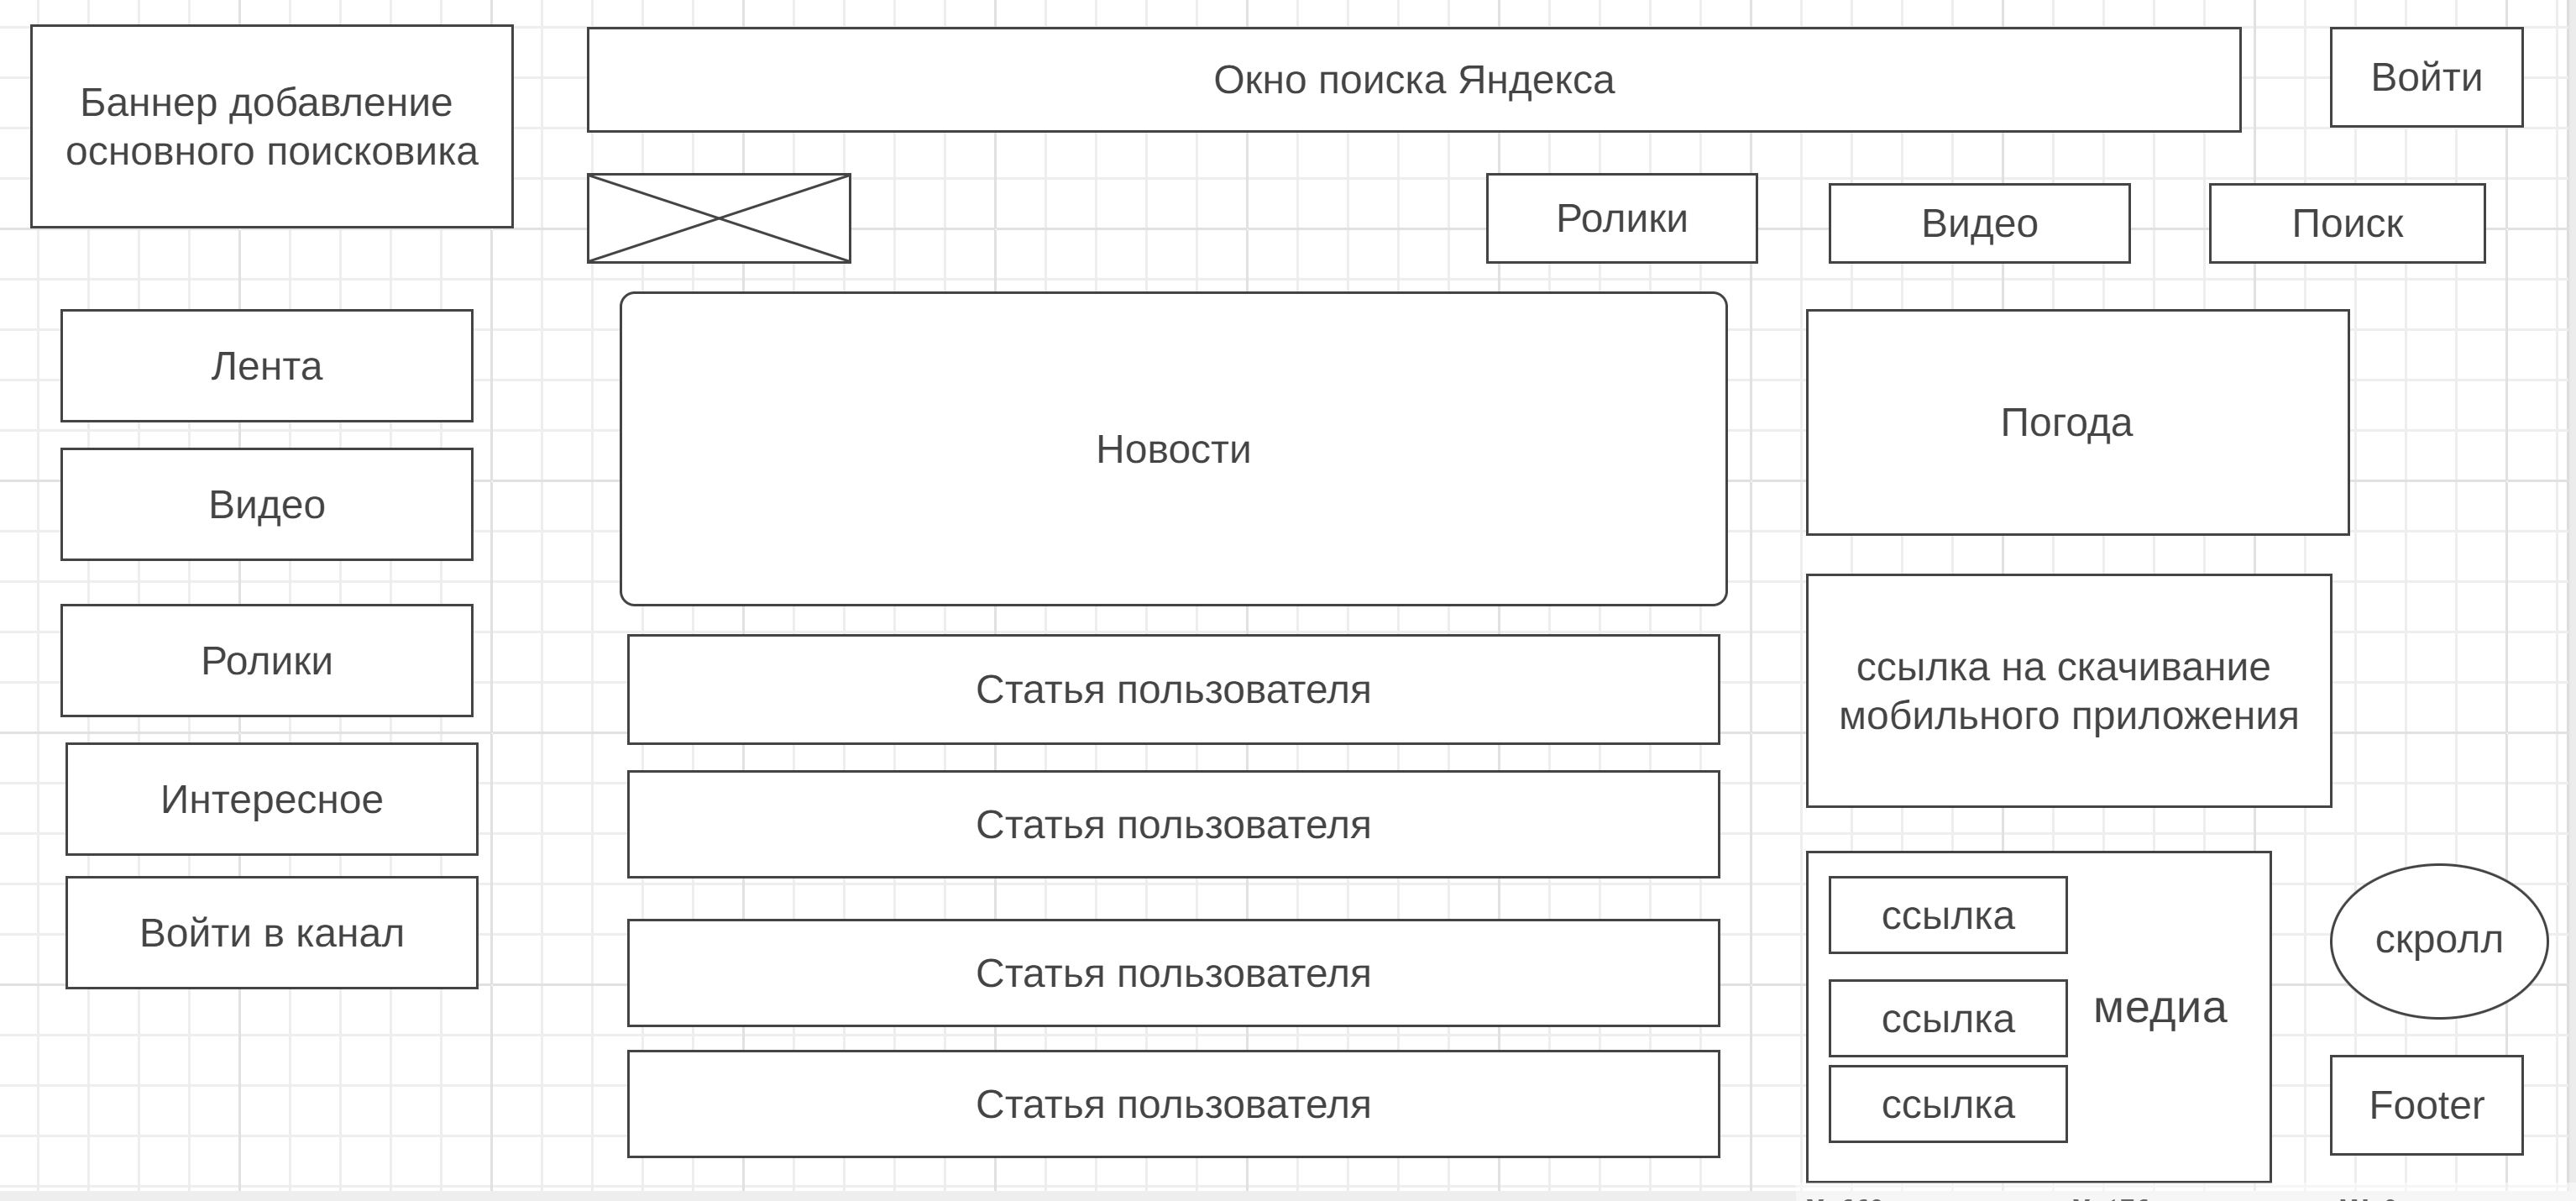 Баннер добавление
основного поисковика
Окно поиска Яндекса
Войти
Ролики
Видео
Поиск
Лента
Видео
Ролики
Интересное
Войти в канал
Новости
Статья пользователя
Статья пользователя
Статья пользователя
Статья пользователя
Погода
ссылка на скачивание
мобильного приложения
ссылка
ссылка
ссылка
медиа
скролл
Footer